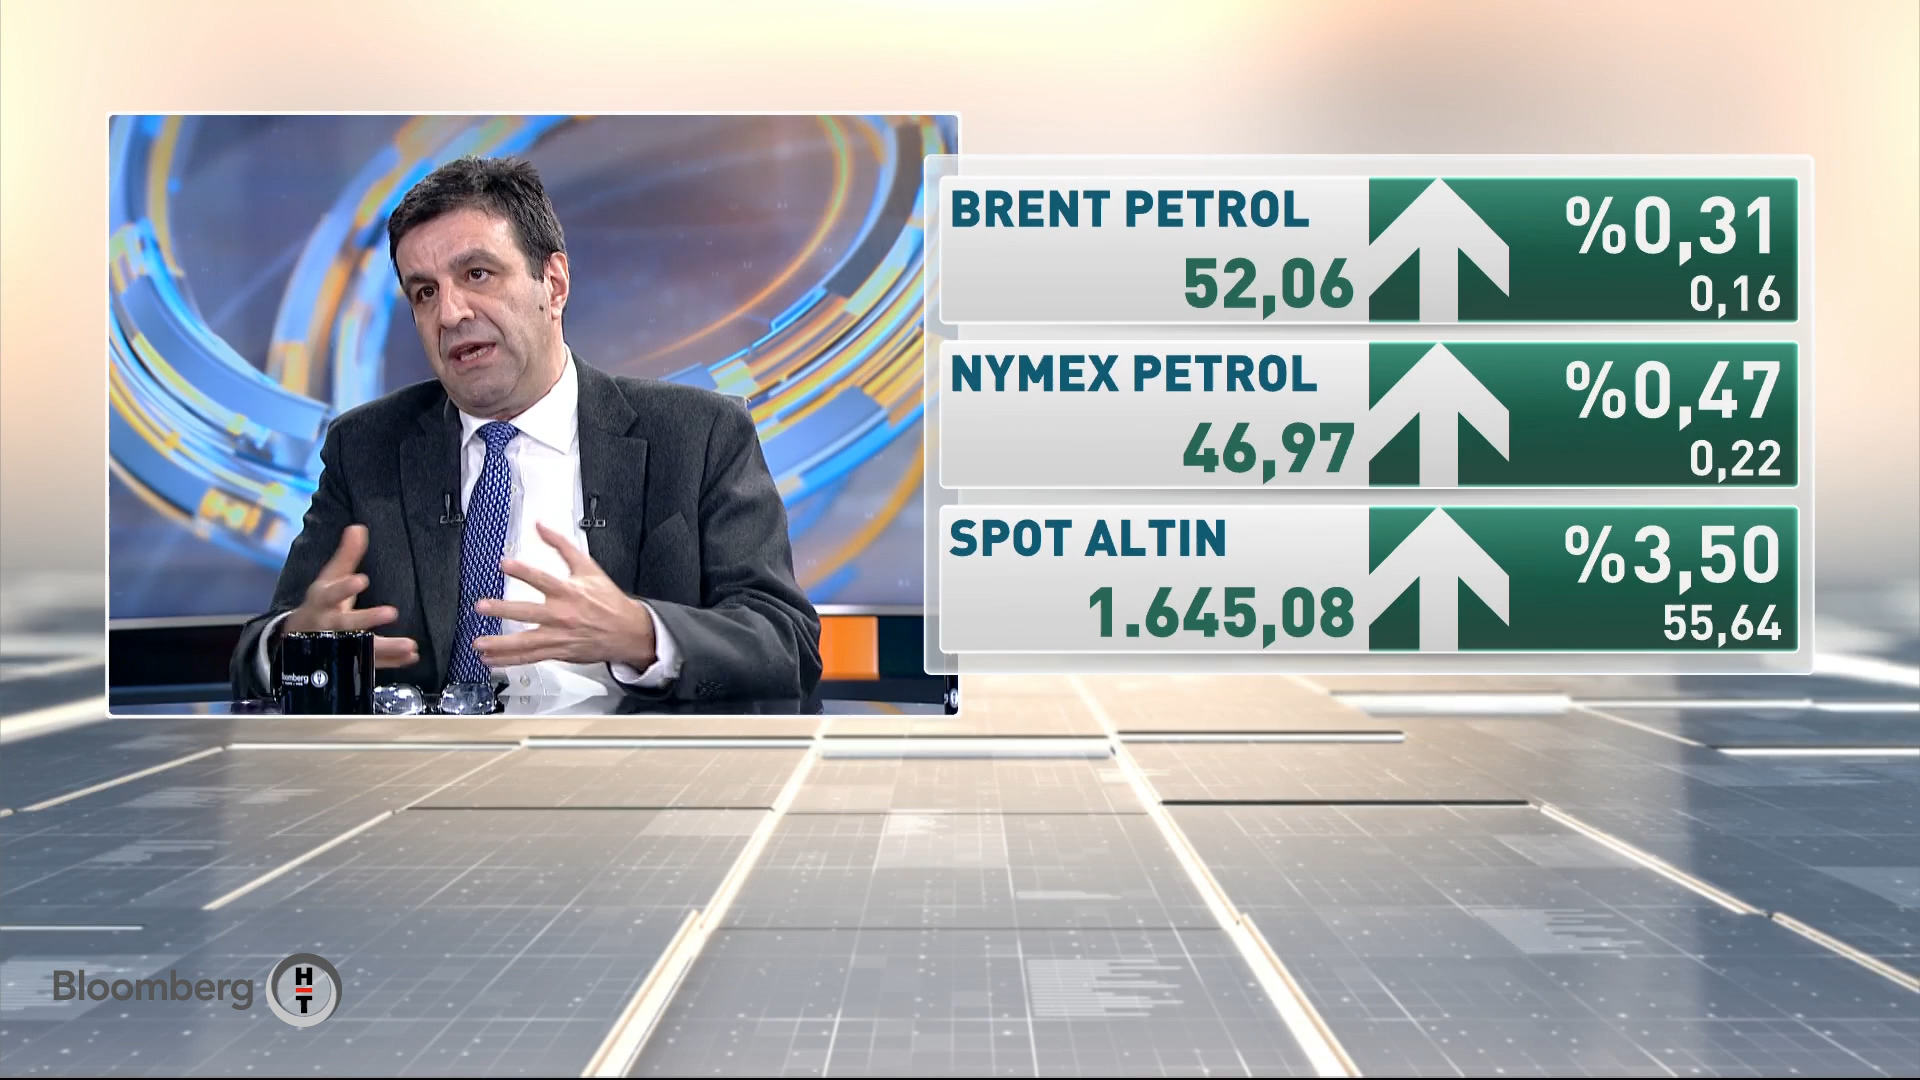 BRENT PETROL
52,06
%0,31
0,16
NYMEX PETROL
46,97
%0,47
0,22
SPOT ALTIN
1.645,08
%3,50
55,64
Bloomberg HT